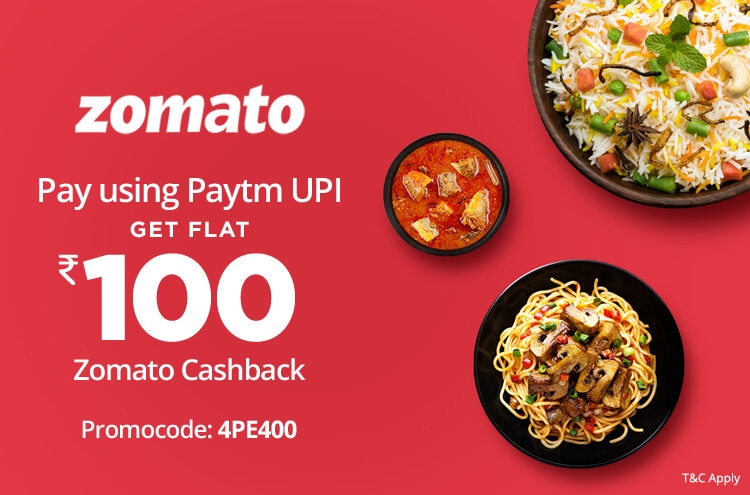 zomato
Pay using Paytm UPI
GET FLAT
₹100
Zomato Cashback
Promocode: 4PE400
T&C Apply